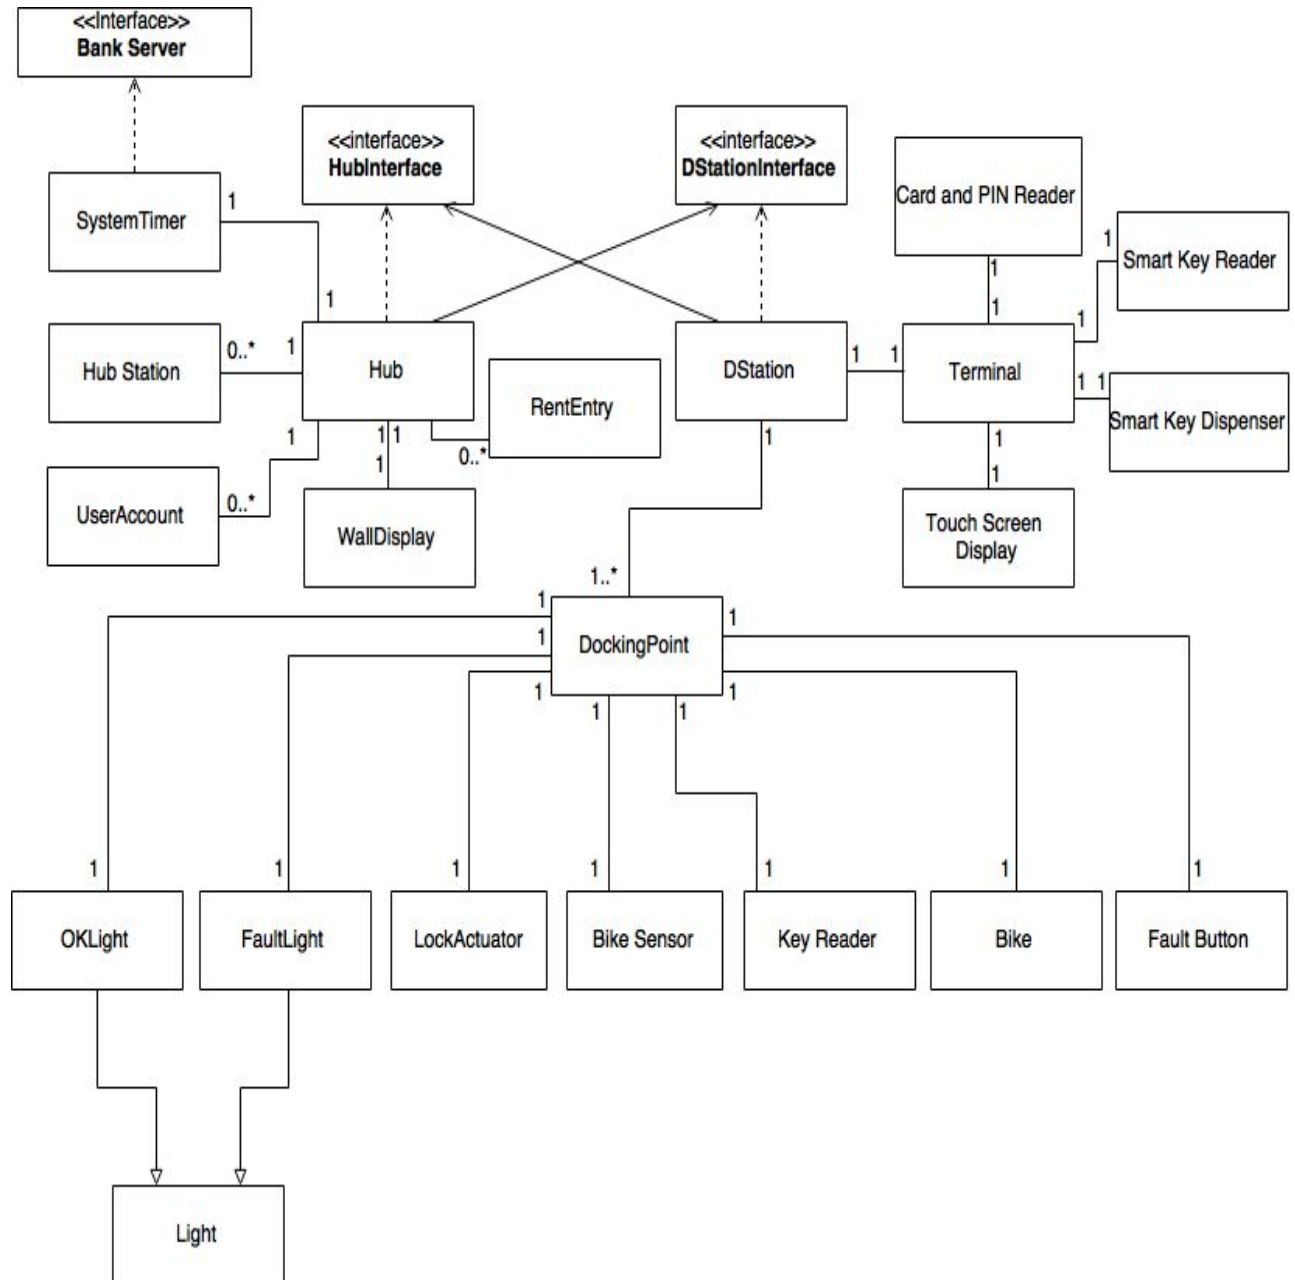 <<Interface>>
Bank Server
<<interface>>
HubInterface
<<interface>>
DStationInterface
Card and PIN Reader
SystemTimer
1
1
1
1
1
Smart Key Reader
1
1
Hub Station
0..*
1
Hub
RentEntry
DStation
1
1
Terminal
1
1
Smart Key Dispenser
1
0..*
UserAccount
1
1
1
0..*
WallDisplay
1
1
1
Touch Screen
Display
1..*
1
1
1
1
1
DockingPoint
1
1
1
1
1
1
1
1
1
OKLight
FaultLight
LockActuator
Bike Sensor
Key Reader
Bike
Fault Button
Light